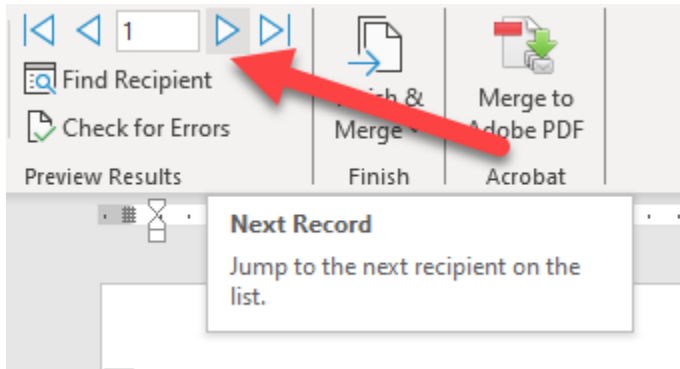 1
Find Recipient
Check for Errors
Preview Results
&
Merge
Finish
Merge to
Adobe PDF
Acrobat
Next Record
Jump to the next recipient on the
list.